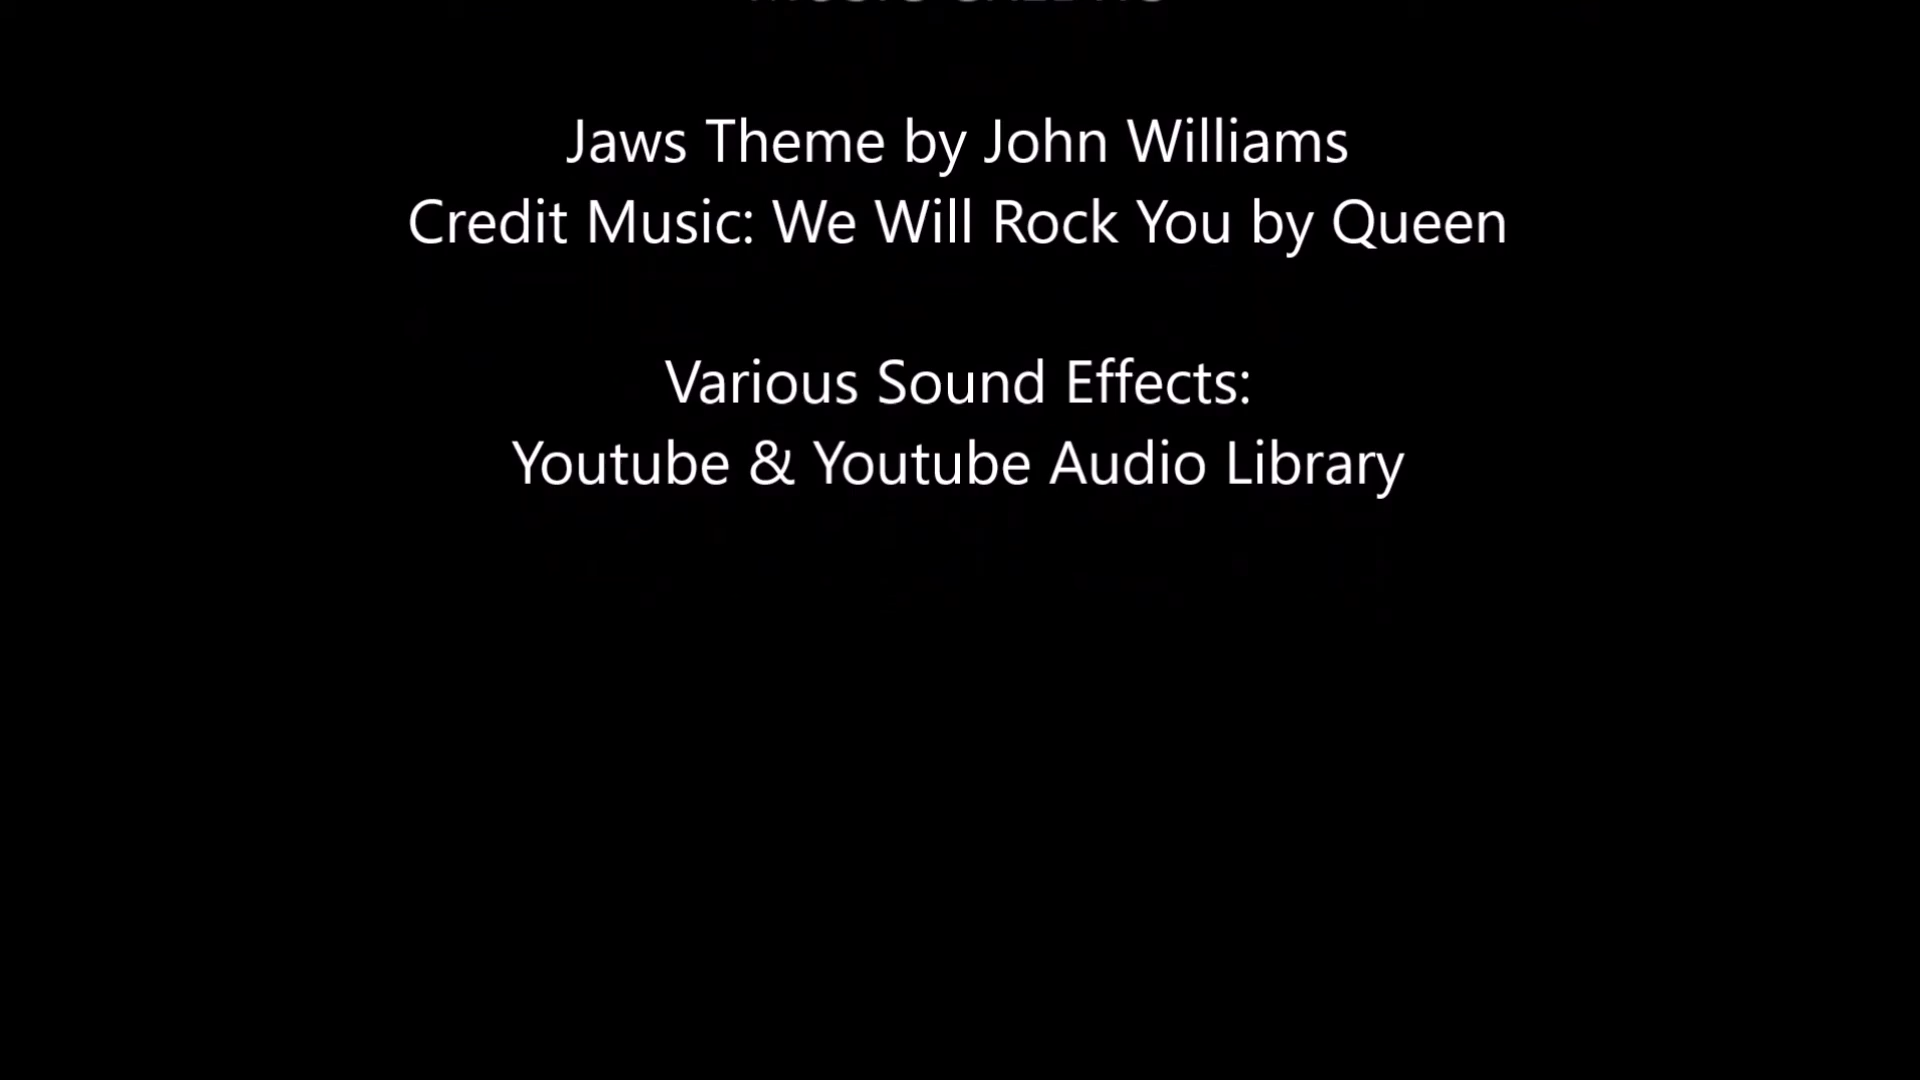 Jaws Theme by John Williams
Credit Music: We Will Rock You by Queen
Various Sound Effects:
Youtube & Youtube Audio Library